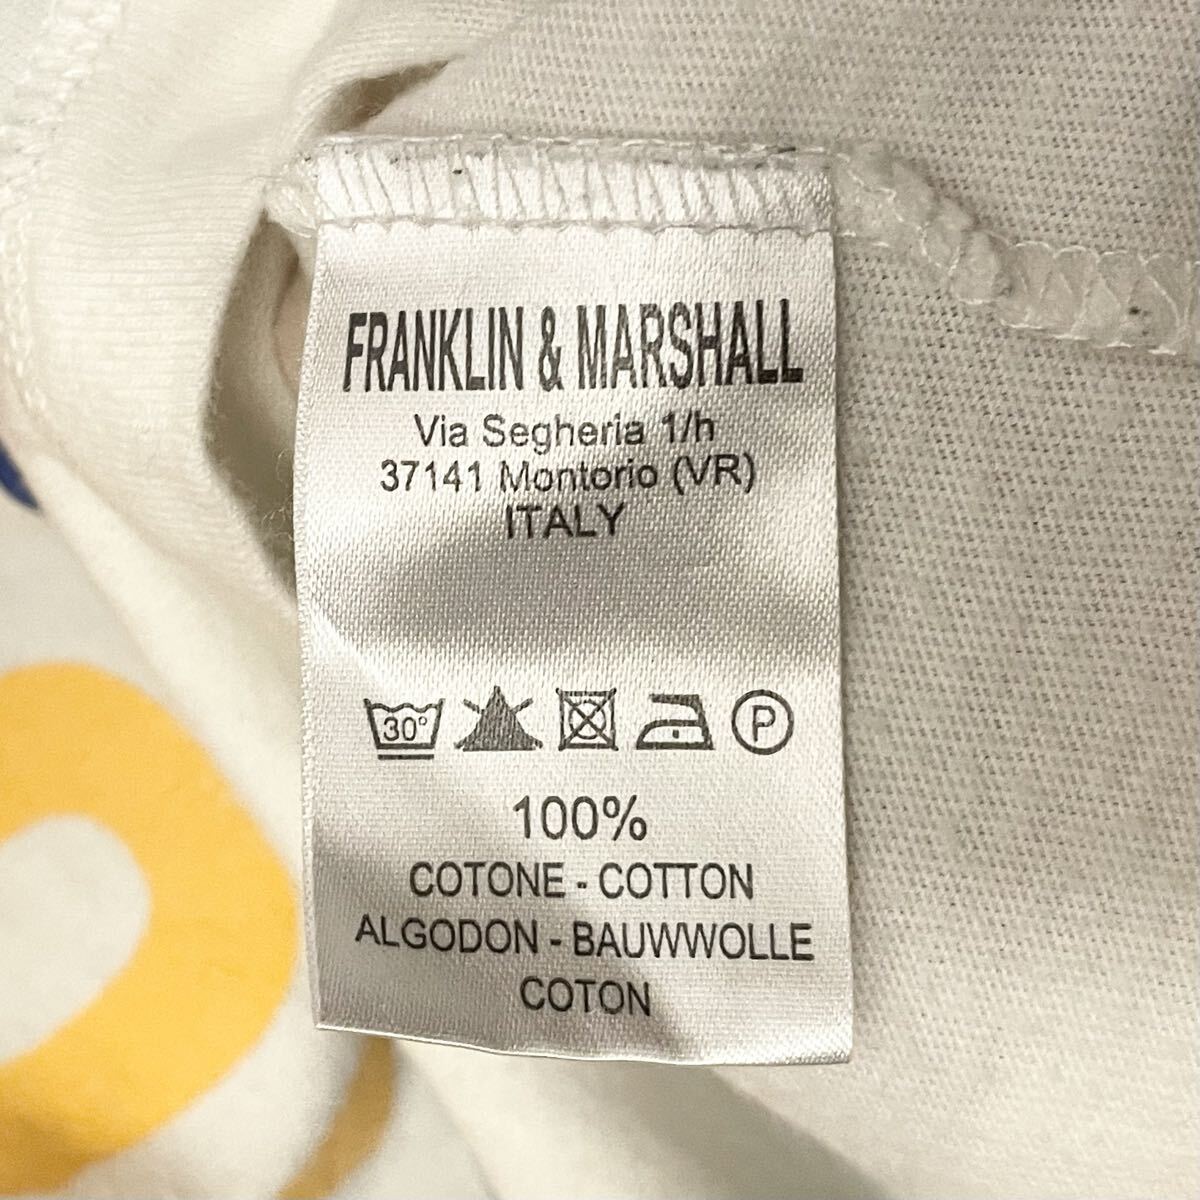 FRANKLIN & MARSHALL
Via Segheria 1/h
37141 Montorio (VR)
ITALY
30°
P
100%
COTONE - COTTON
ALGODON - BAUWWOLLE
COTON